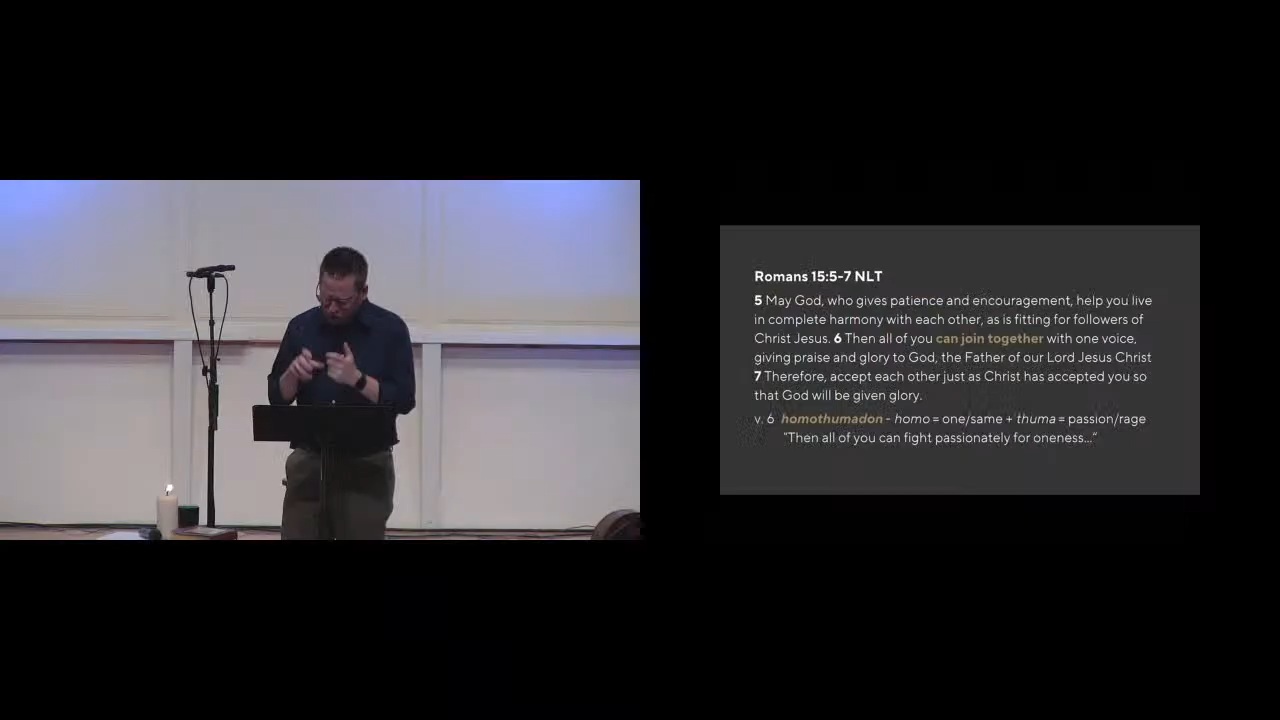 Romans 15:5-7 NLT
5 May God, who gives patience and encouragement, help you live
in complete harmony with each other, as is fitting for followers of
Christ Jesus. 6 Then all of you can join together with one voice,
giving praise and glory to God, the Father of our Lord Jesus Christ
7 Therefore, accept each other just as Christ has accepted you so
that God will be given glory.
v. 6 homothumadon - homo = one/same + thuma = passion/rage
"Then all of you can fight passionately for oneness..."